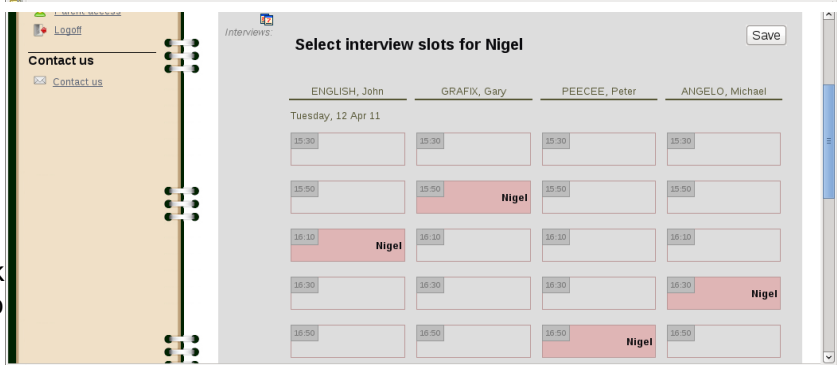 Parent access
Logoff
Contact us
Contact us
Interviews:
Select interview slots for Nigel
Save
ENGLISH, John GRAFIX, Gary PEECEE, Peter ANGELO, Michael
Tuesday, 12 Apr 11
15:30 15:30 15:30 15:30
15:50 15:50 Nigel 15:50 15:50
16:10 Nigel 16:10 16:10 16:10
16:30 16:30 16:30 16:30 Nigel
16:50 16:50 16:50 Nigel 16:50